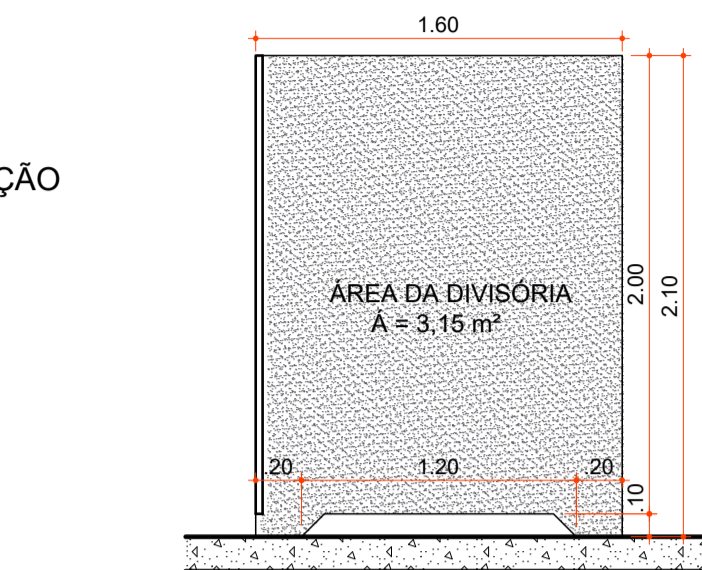 1.60
ÇÃO
ÁREA DA DIVISÓRIA
Á = 3,15 m²
2.00
2.10
.20 1.20 .20
.10